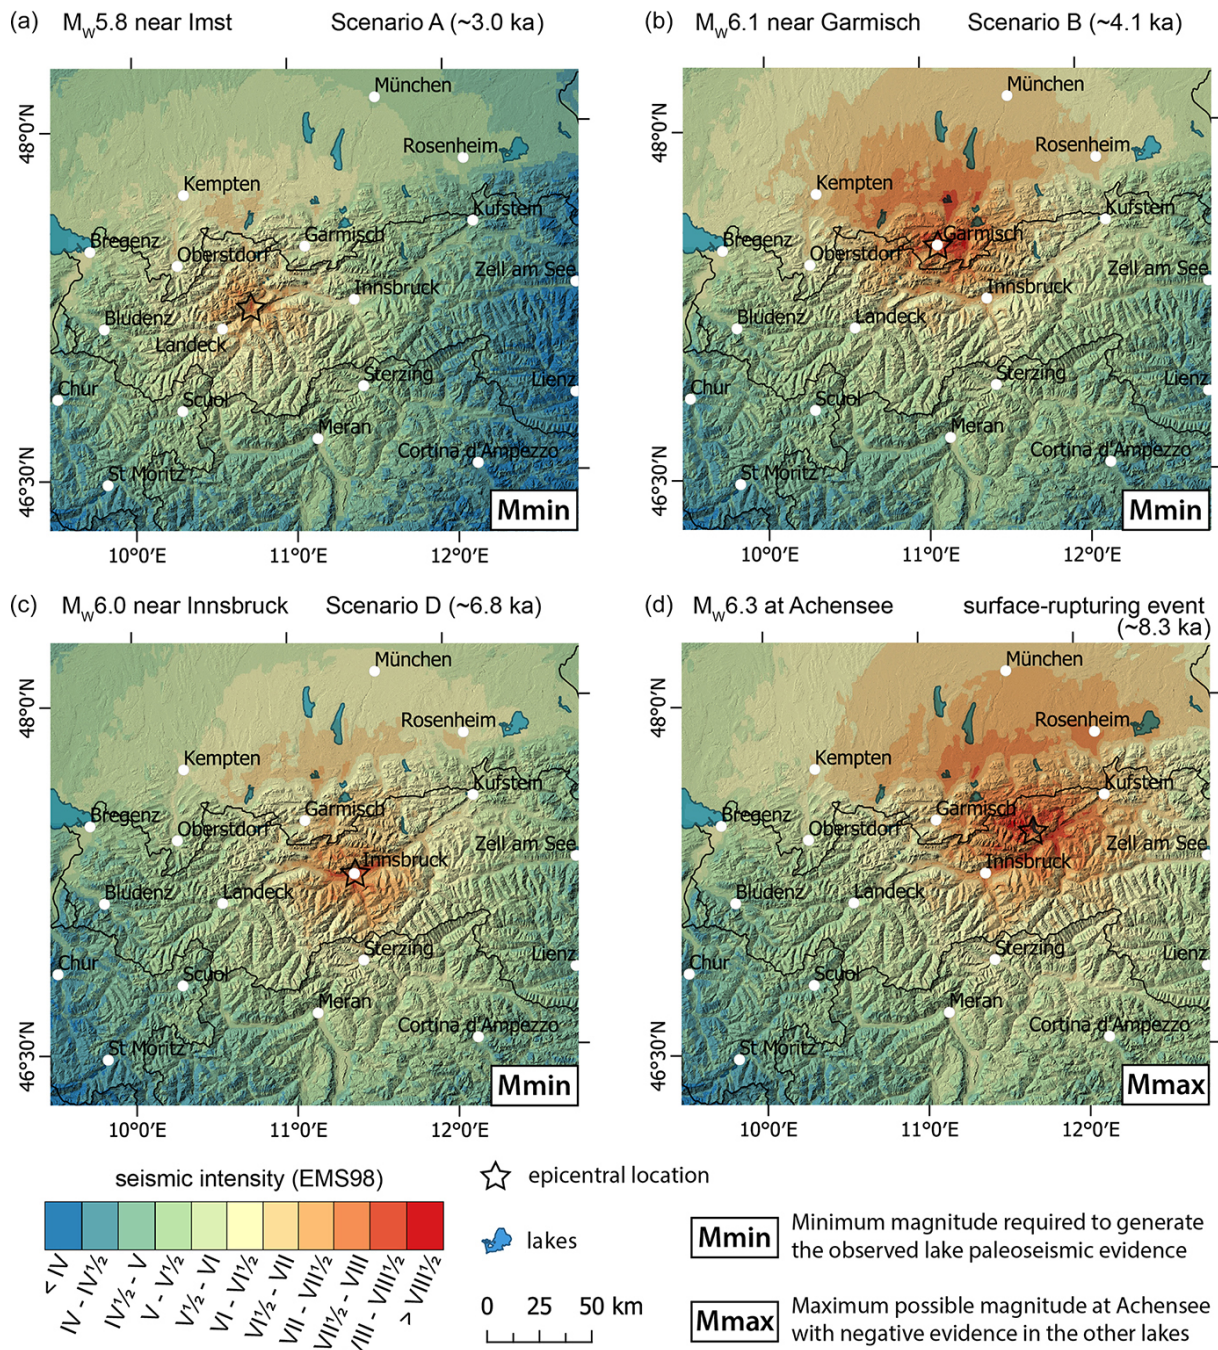 (a) M_W5.8 near Imst Scenario A (~3.0 ka)
München
48°0′N
Rosenheim
Kempten
Kufstein
Bregenz
Garmisch
Oberstdorf
Zell am See
Innsbruck
Bludenz
Landeck
Sterzing
Lienz
Chur
Scuol
Meran
Cortina d'Ampezzo
St Moritz
46°30′N
Mmin
10°0′E 11°0′E 12°0′E
(b) M_W6.1 near Garmisch Scenario B (~4.1 ka)
München
48°0′N
Rosenheim
Kempten
Kufstein
Bregenz
Garmisch
Oberstdorf
Zell am See
Innsbruck
Bludenz
Landeck
Sterzing
Lienz
Chur
Scuol
Meran
Cortina d'Ampezzo
St Moritz
46°30′N
Mmin
10°0′E 11°0′E 12°0′E
(c) M_W6.0 near Innsbruck Scenario D (~6.8 ka)
München
48°0′N
Rosenheim
Kempten
Kufstein
Bregenz
Garmisch
Oberstdorf
Zell am See
Innsbruck
Bludenz
Landeck
Sterzing
Lienz
Chur
Scuol
Meran
Cortina d'Ampezzo
St Moritz
46°30′N
Mmin
10°0′E 11°0′E 12°0′E
(d) M_W6.3 at Achensee surface-rupturing event
(~8.3 ka)
München
48°0′N
Rosenheim
Kempten
Kufstein
Bregenz
Garmisch
Oberstdorf
Zell am See
Innsbruck
Bludenz
Landeck
Sterzing
Lienz
Chur
Scuol
Meran
Cortina d'Ampezzo
St Moritz
46°30′N
Mmax
10°0′E 11°0′E 12°0′E
seismic intensity (EMS98)
< IV
IV - IV½
IV½ - V
V - V½
V½ - VI
VI - VI½
VI½ - VII
VII - VII½
VII½ - VIII
VIII - VIII½
> VIII½
epicentral location
lakes
0 25 50 km
Mmin
Minimum magnitude required to generate
the observed lake paleoseismic evidence
Mmax
Maximum possible magnitude at Achensee
with negative evidence in the other lakes